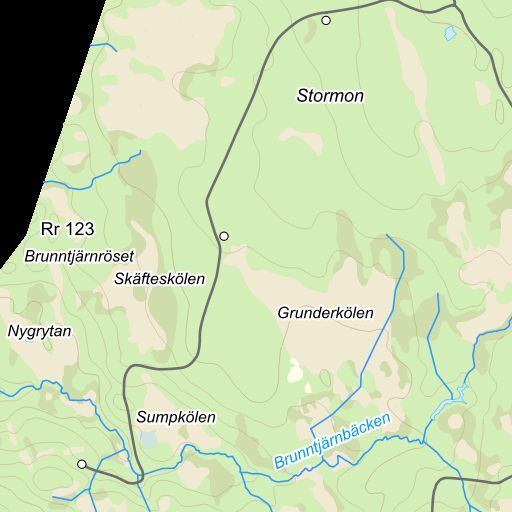 Stormon
Rr 123
Brunntjärnröset
Skäfteskölen
Grunderkölen
Nygrytan
Sumpkölen
Brunntjärnbäcken